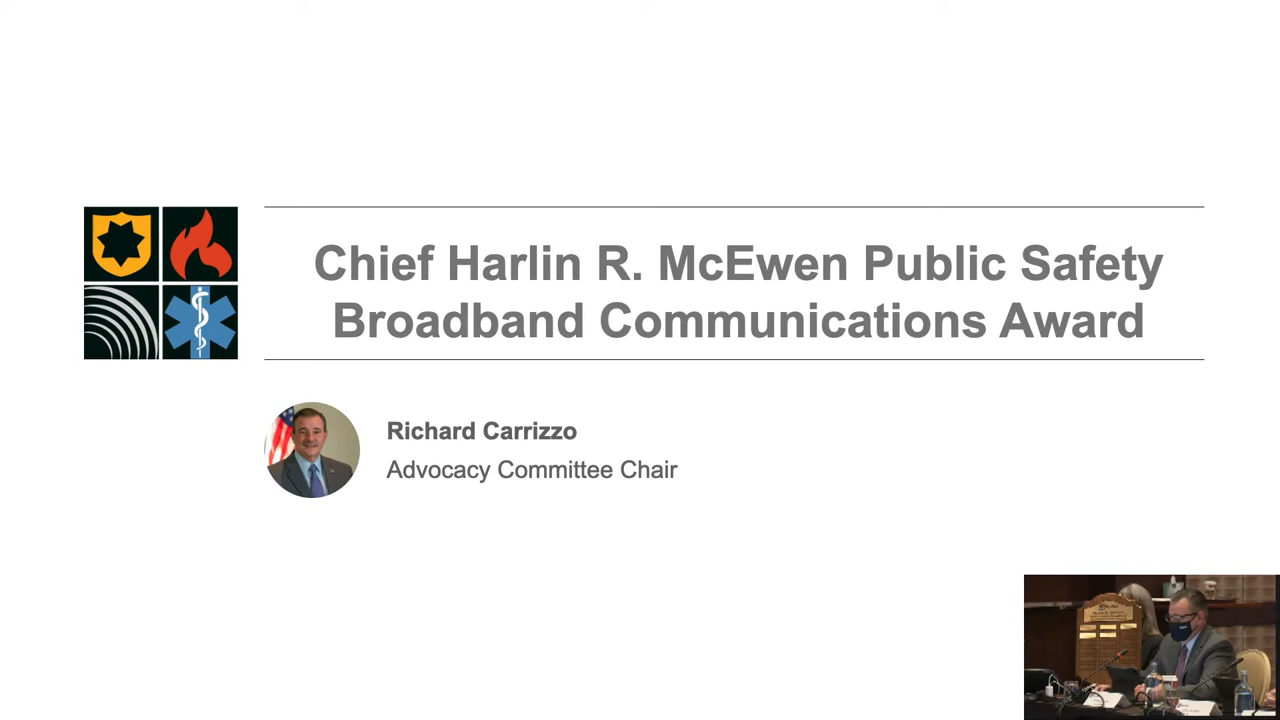 Chief Harlin R. McEwen Public Safety
Broadband Communications Award
Richard Carrizzo
Advocacy Committee Chair